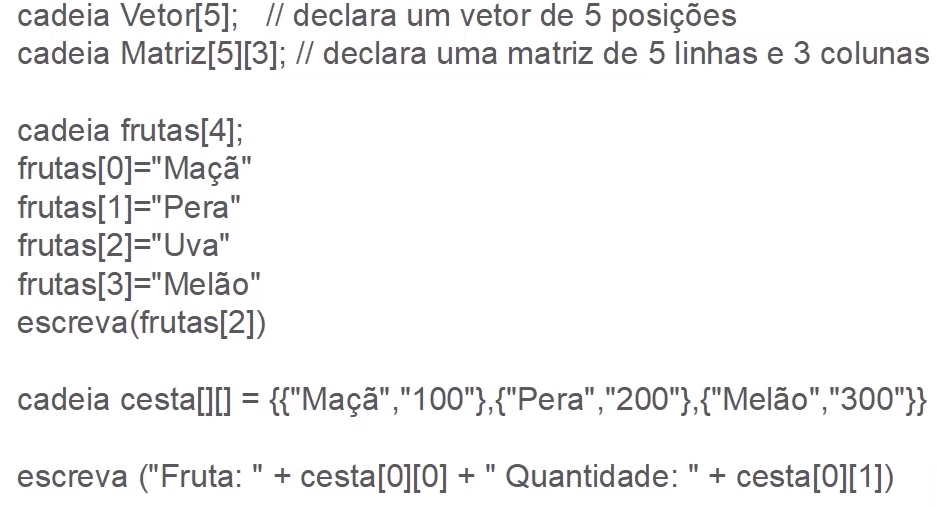 cadeia Vetor[5]; // declara um vetor de 5 posições
cadeia Matriz[5][3]; // declara uma matriz de 5 linhas e 3 colunas
cadeia frutas[4];
frutas[0]="Maçã"
frutas[1]="Pera"
frutas[2]="Uva"
frutas[3]="Melão"
escreva(frutas[2])
cadeia cesta[][] = {{"Maçã","100"},{"Pera","200"},{"Melão","300"}}
escreva ("Fruta: " + cesta[0][0] + " Quantidade: " + cesta[0][1])